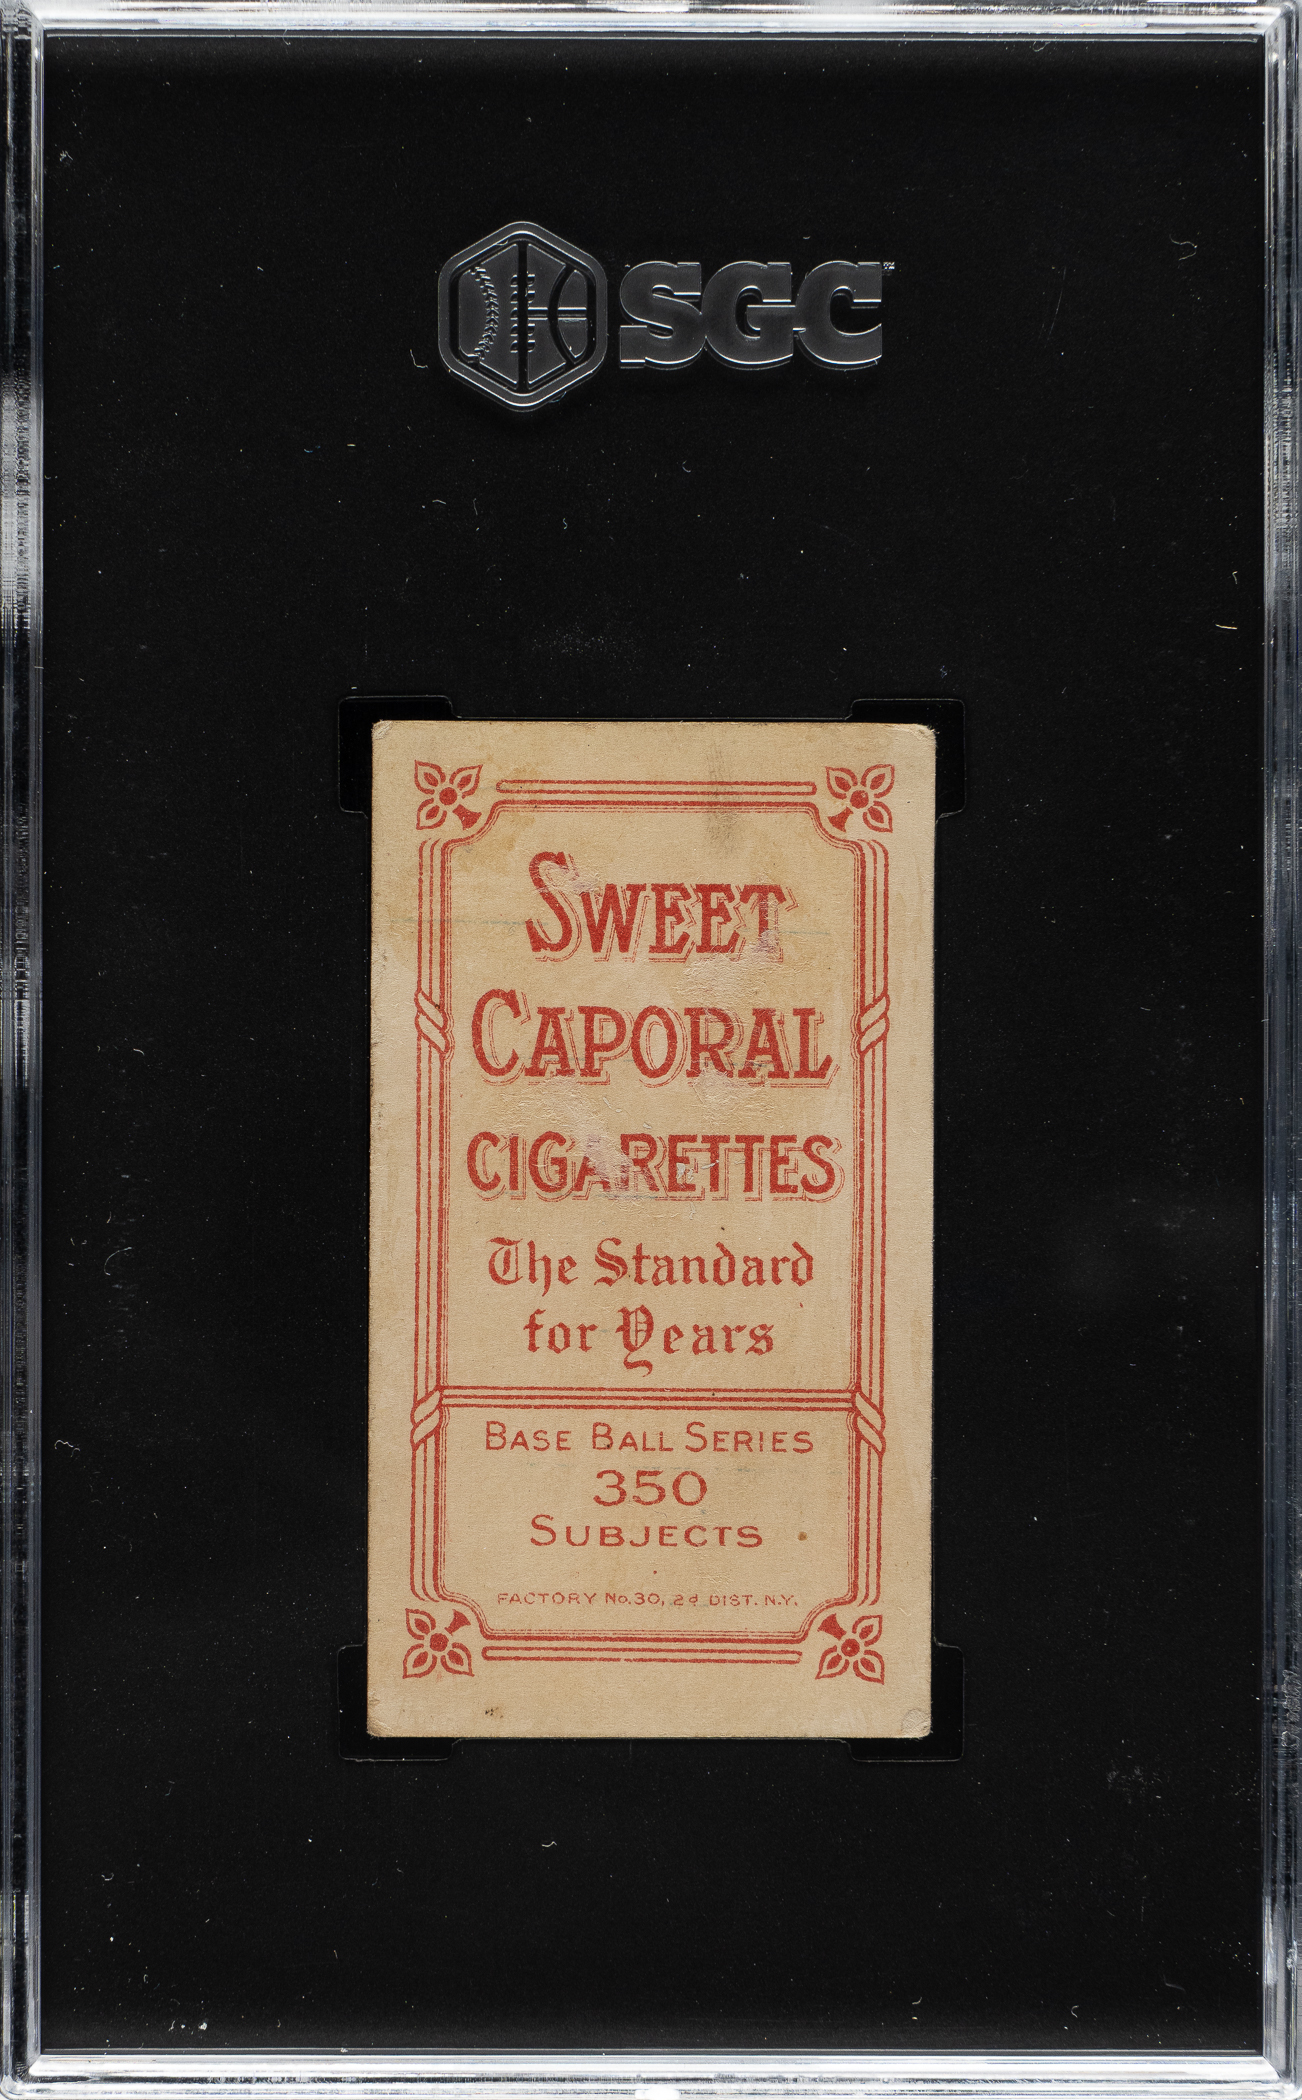 SGC
SWEET
CAPORAL
CIGARETTES
The Standard
for Years
BASE BALL SERIES
350
SUBJECTS
FACTORY No. 30, 2d DIST. N.Y.